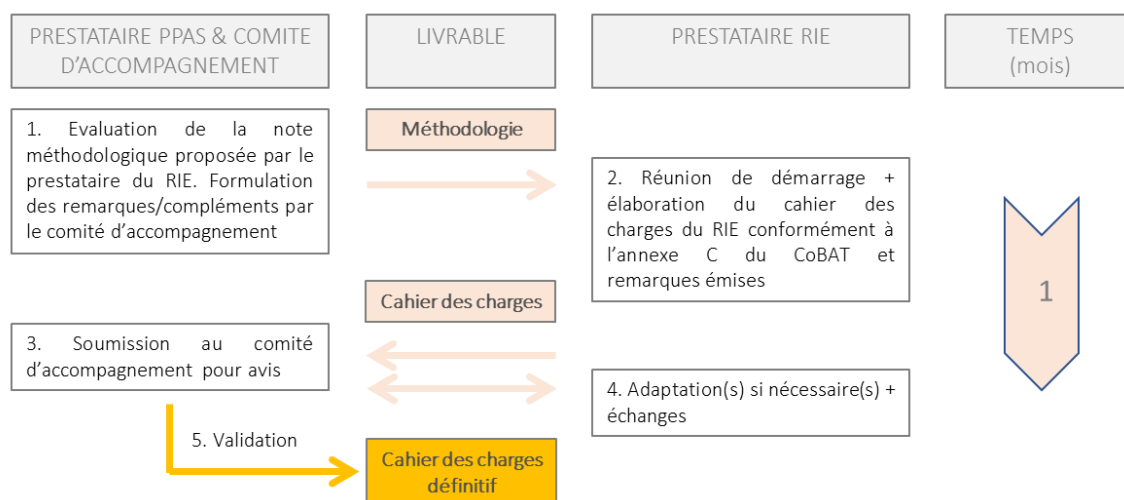 PRESTATAIRE PPAS & COMITE
D’ACCOMPAGNEMENT
LIVRABLE
PRESTATAIRE RIE
TEMPS
(mois)
1. Evaluation de la note
méthodologique proposée par le
prestataire du RIE. Formulation
des remarques/compléments par
le comité d’accompagnement
Méthodologie
2. Réunion de démarrage +
élaboration du cahier des
charges du RIE conformément à
l’annexe C du CoBAT et
remarques émises
1
Cahier des charges
3. Soumission au comité
d’accompagnement pour avis
4. Adaptation(s) si nécessaire(s) +
échanges
5. Validation
Cahier des charges
définitif